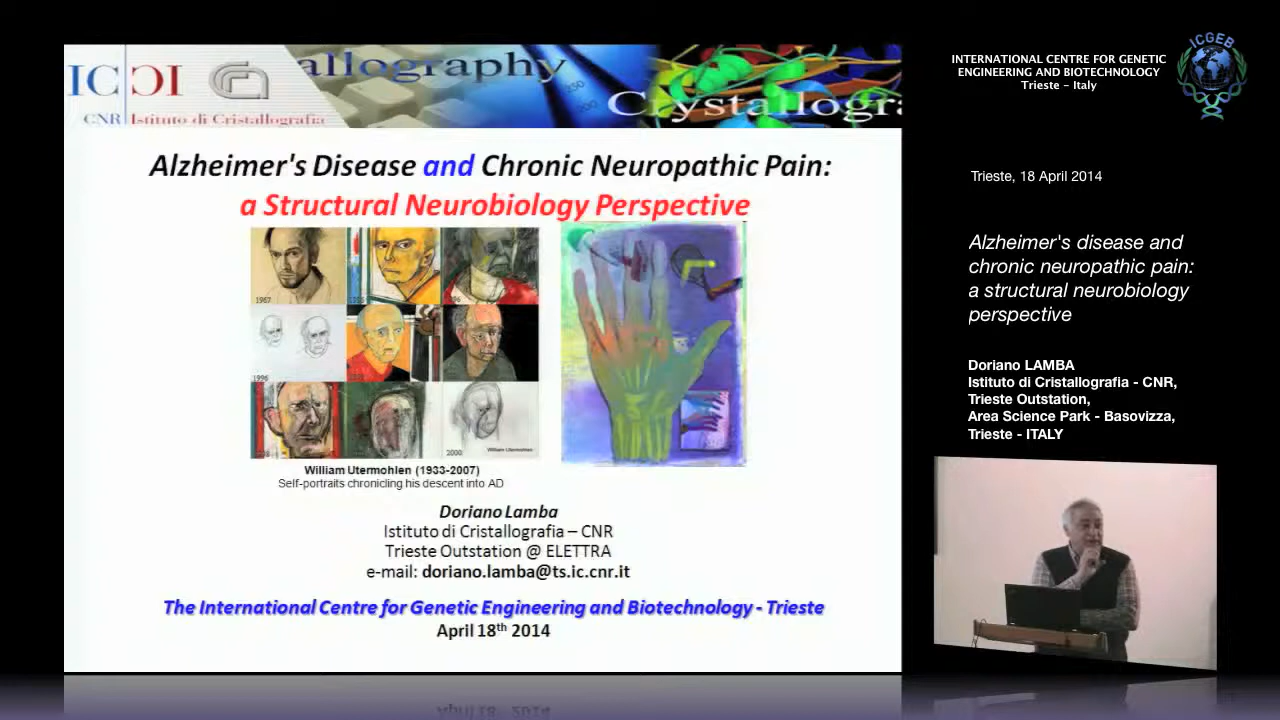 IC CI
CNR Istituto di Cristallografia
allography
Crystallogra
Alzheimer's Disease and Chronic Neuropathic Pain:
a Structural Neurobiology Perspective
1967
1996
2000
William Utermohlen
William Utermohlen (1933-2007)
Self-portraits chronicling his descent into AD
Doriano Lamba
Istituto di Cristallografia – CNR
Trieste Outstation @ ELETTRA
e-mail: doriano.lamba@ts.ic.cnr.it
The International Centre for Genetic Engineering and Biotechnology - Trieste
April 18th 2014
INTERNATIONAL CENTRE FOR GENETIC
ENGINEERING AND BIOTECHNOLOGY
Trieste - Italy
ICGEB
Trieste, 18 April 2014
Alzheimer's disease and
chronic neuropathic pain:
a structural neurobiology
perspective
Doriano LAMBA
Istituto di Cristallografia - CNR,
Trieste Outstation,
Area Science Park - Basovizza,
Trieste - ITALY